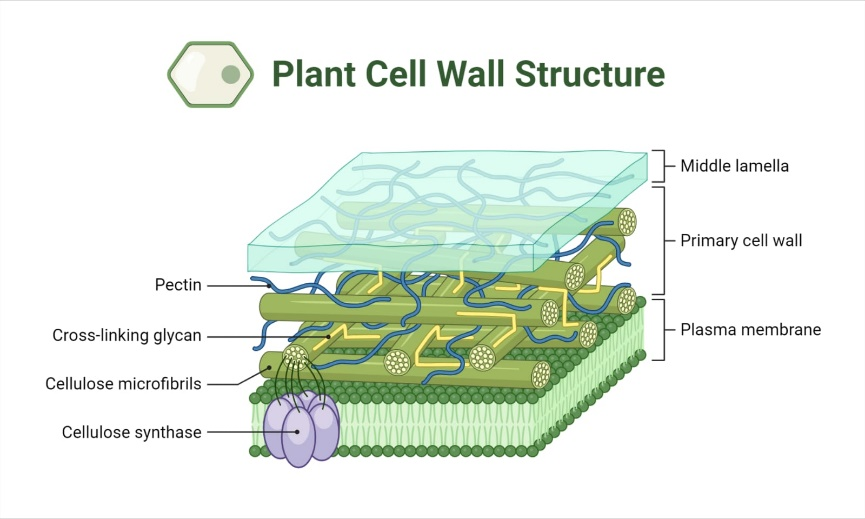 Plant Cell Wall Structure
Middle lamella
Primary cell wall
Pectin
Cross-linking glycan
Plasma membrane
Cellulose microfibrils
Cellulose synthase